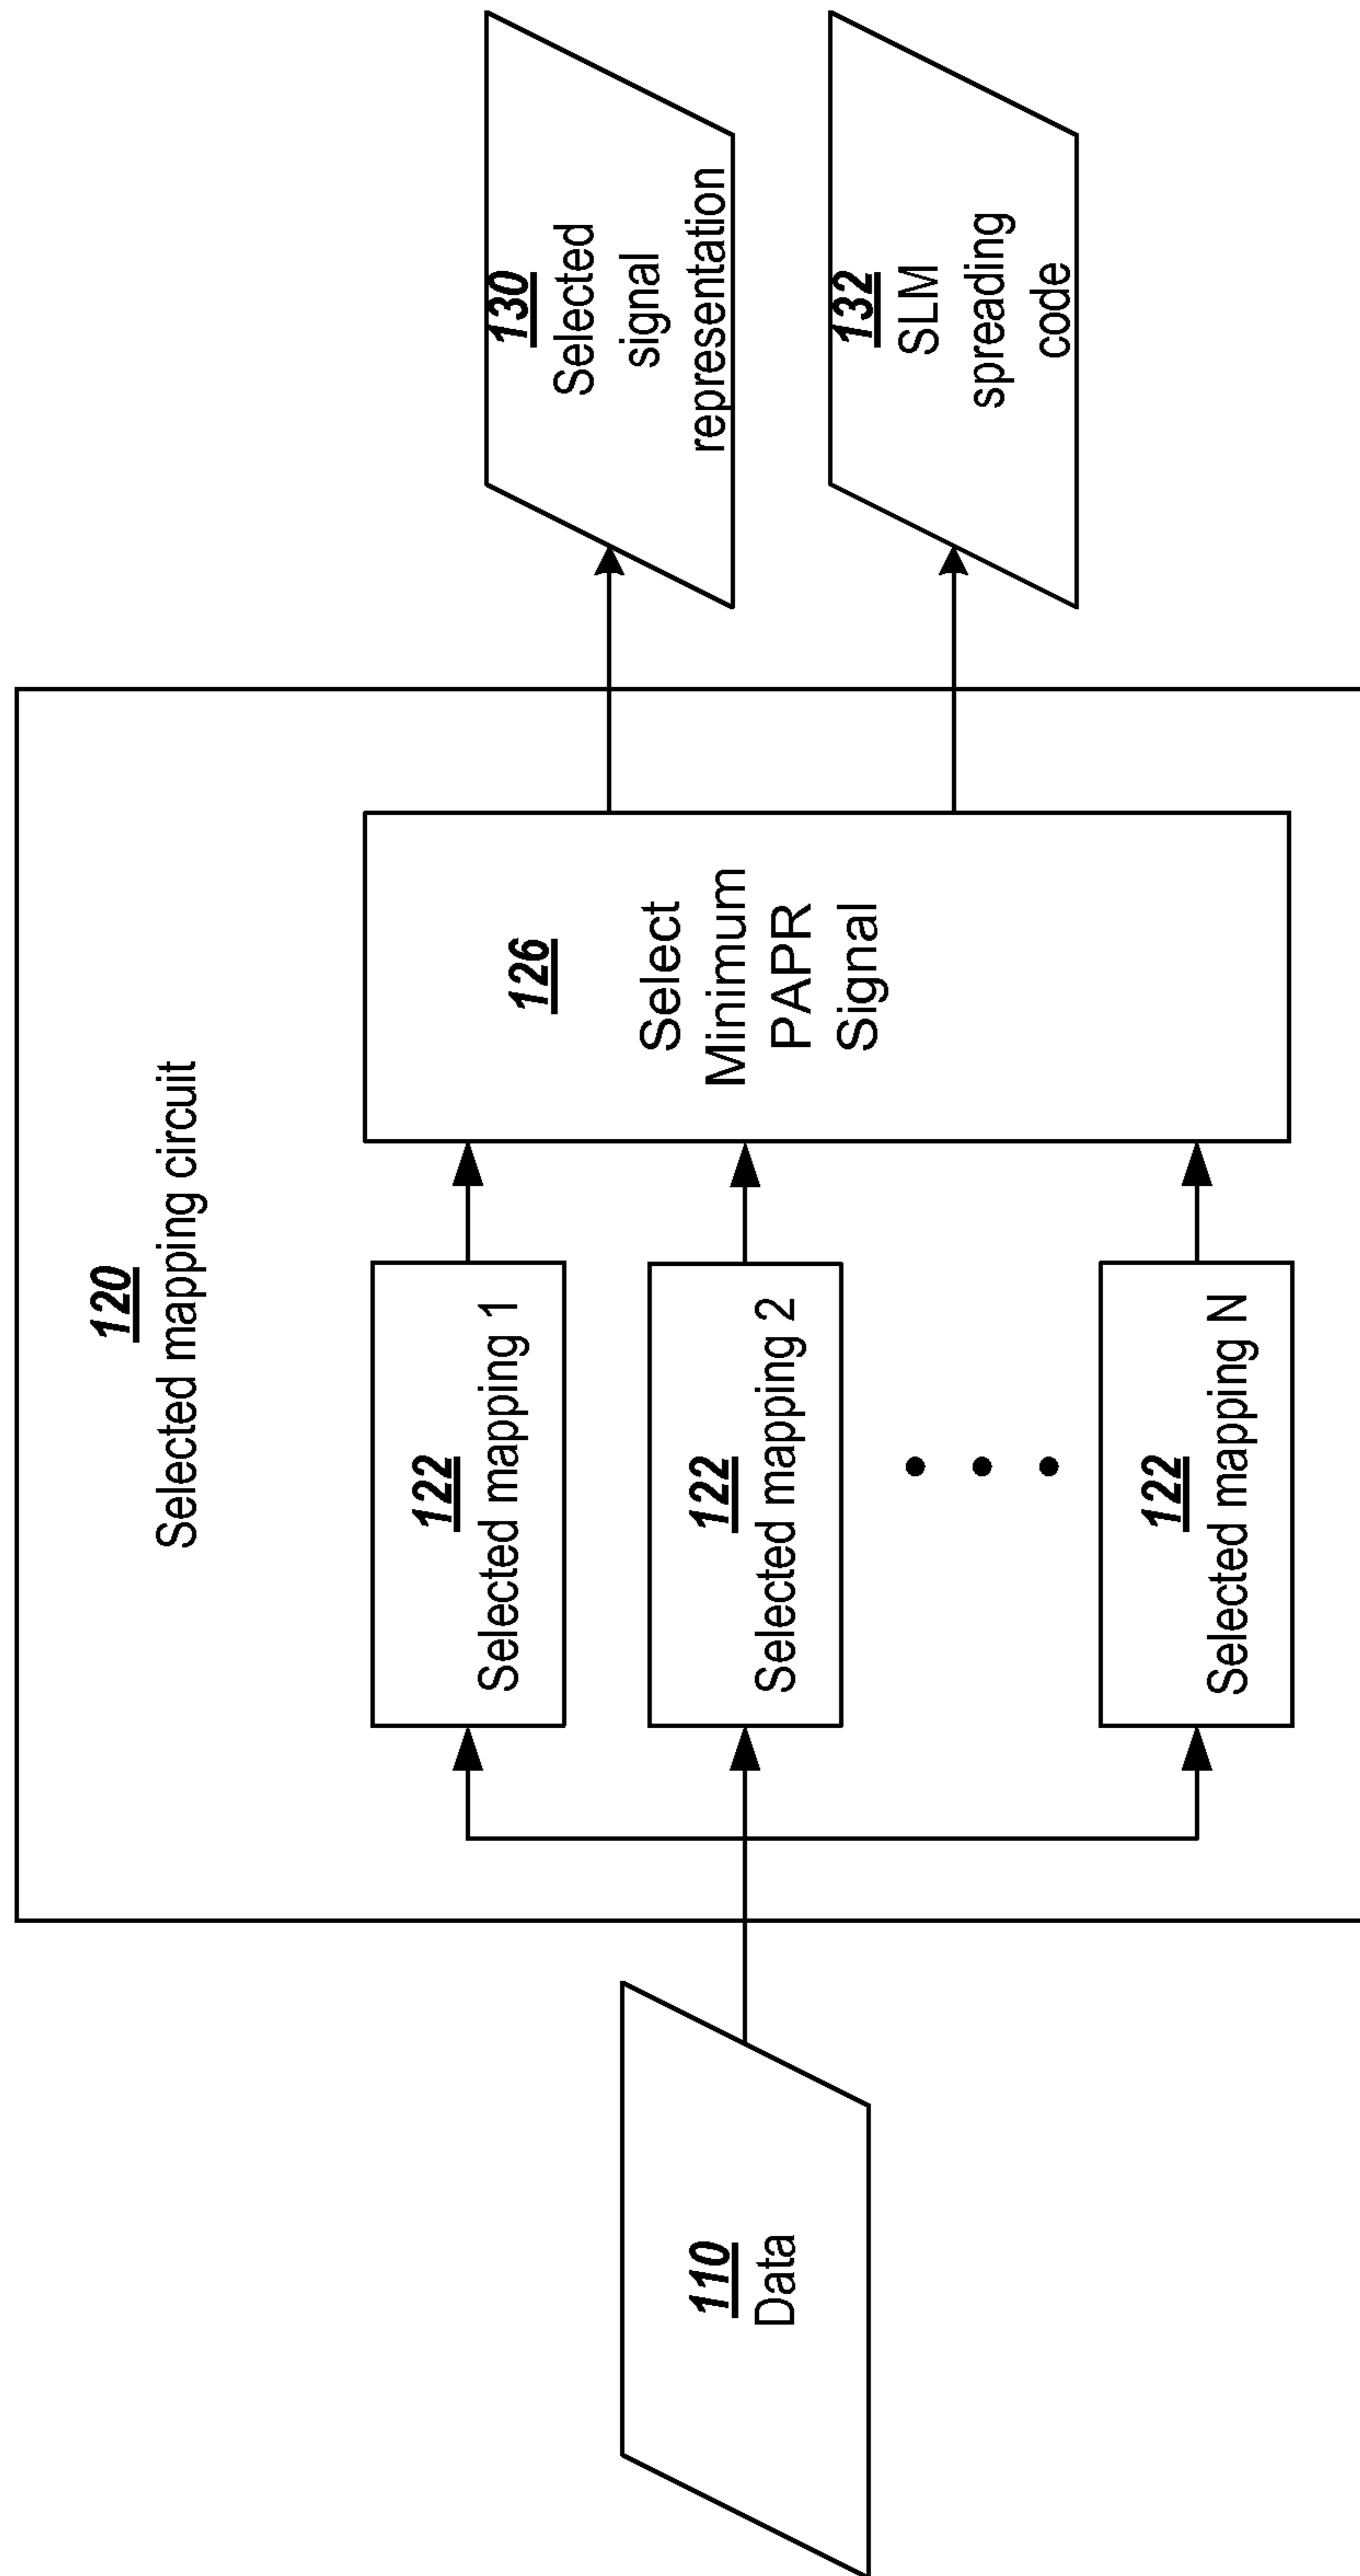 120
Selected mapping circuit
110
Data
122
Selected mapping 1
122
Selected mapping 2
122
Selected mapping N
126
Select
Minimum
PAPR
Signal
130
Selected
signal
representation
132
SLM
spreading
code